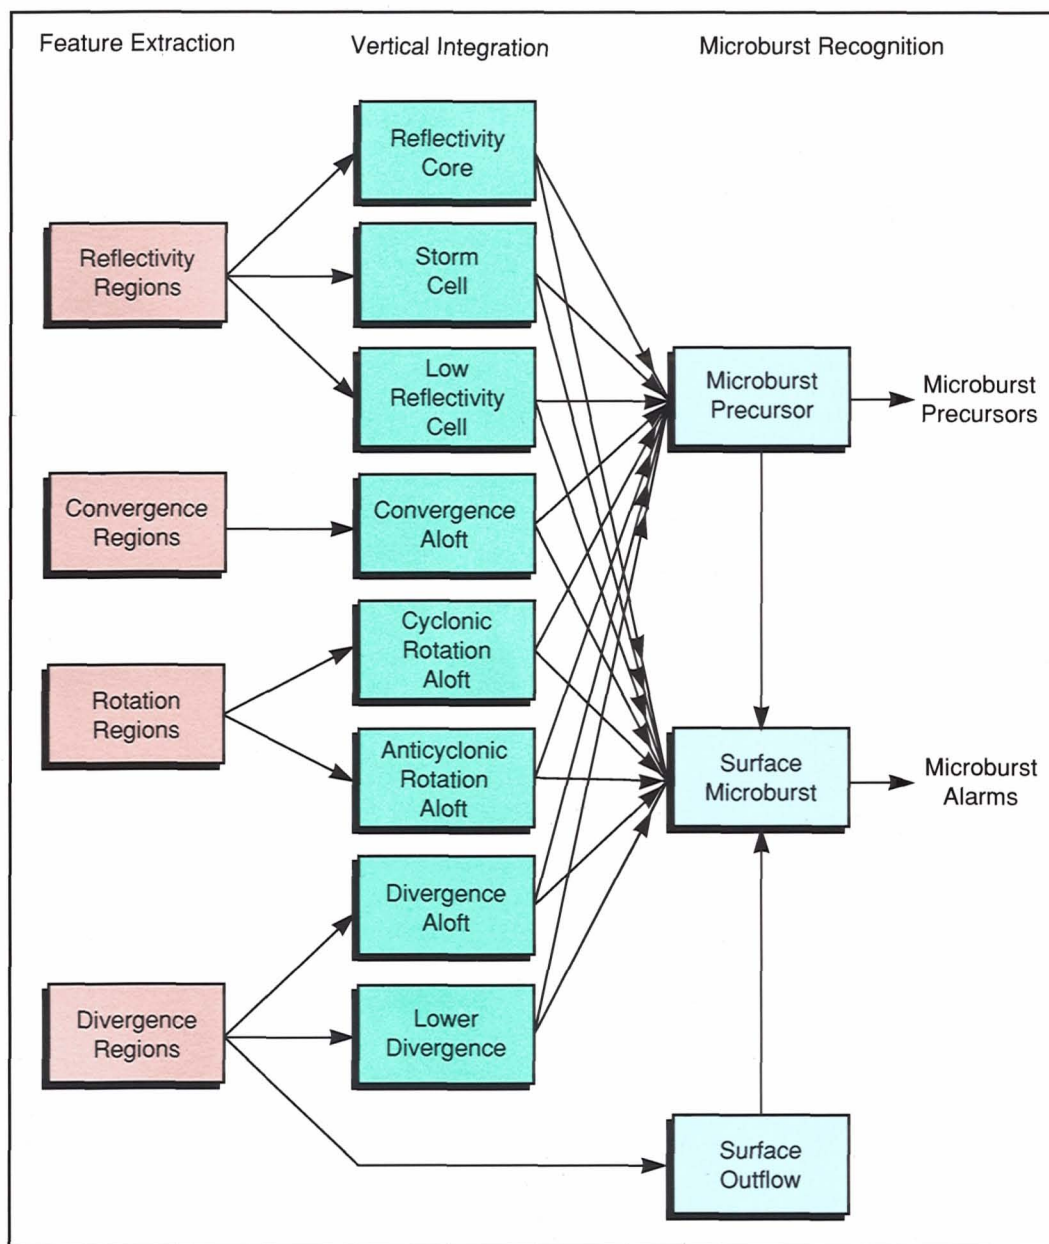 Feature Extraction
Vertical Integration
Microburst Recognition
Reflectivity
Core
Reflectivity
Regions
Storm
Cell
Low
Reflectivity
Cell
Microburst
Precursor
Microburst
Precursors
Convergence
Regions
Convergence
Aloft
Cyclonic
Rotation
Aloft
Rotation
Regions
Anticyclonic
Rotation
Aloft
Surface
Microburst
Microburst
Alarms
Divergence
Aloft
Divergence
Regions
Lower
Divergence
Surface
Outflow